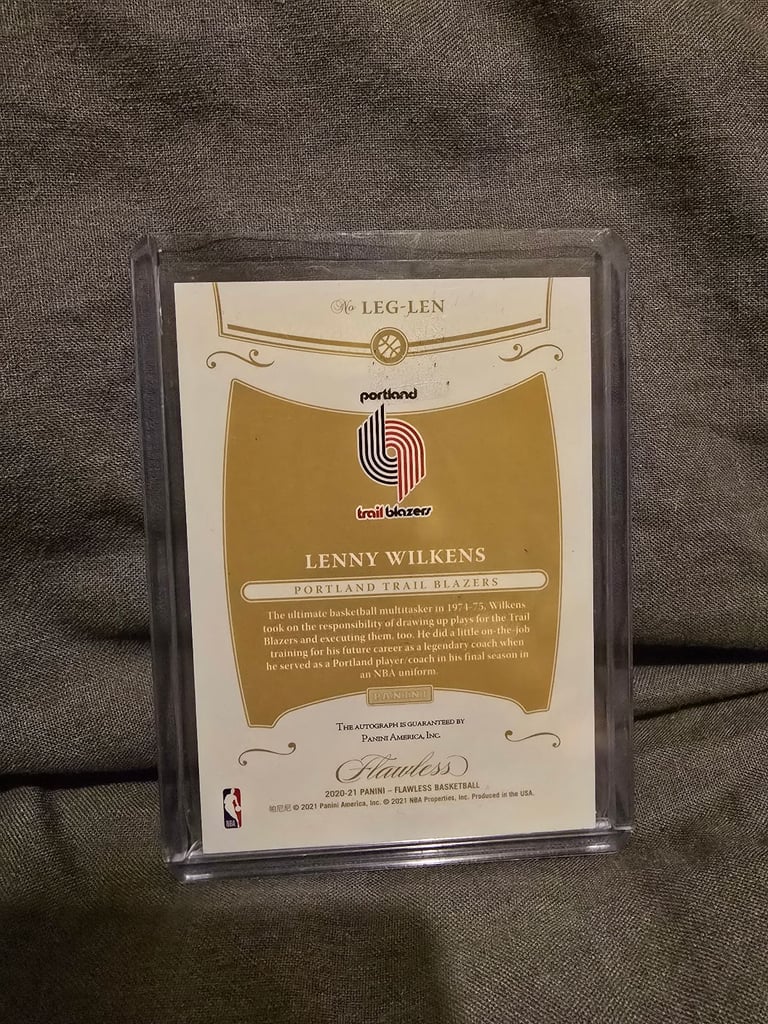 No LEG-LEN
portland
trail blazers
LENNY WILKENS
PORTLAND TRAIL BLAZERS
The ultimate basketball multitasker in 1974-75, Wilkens
took on the responsibility of drawing up plays for the Trail
Blazers and executing them, too. He did a little on-the-job
training for his future career as a legendary coach when
he served as a Portland player/coach in his final season in
an NBA uniform.
PANINI
THE AUTOGRAPH IS GUARANTEED BY
PANINI AMERICA, INC.
Flawless
2020-21 PANINI – FLAWLESS BASKETBALL
帕尼尼 © 2021 Panini America, Inc. © 2021 NBA Properties, Inc. Produced in the USA.
NBA